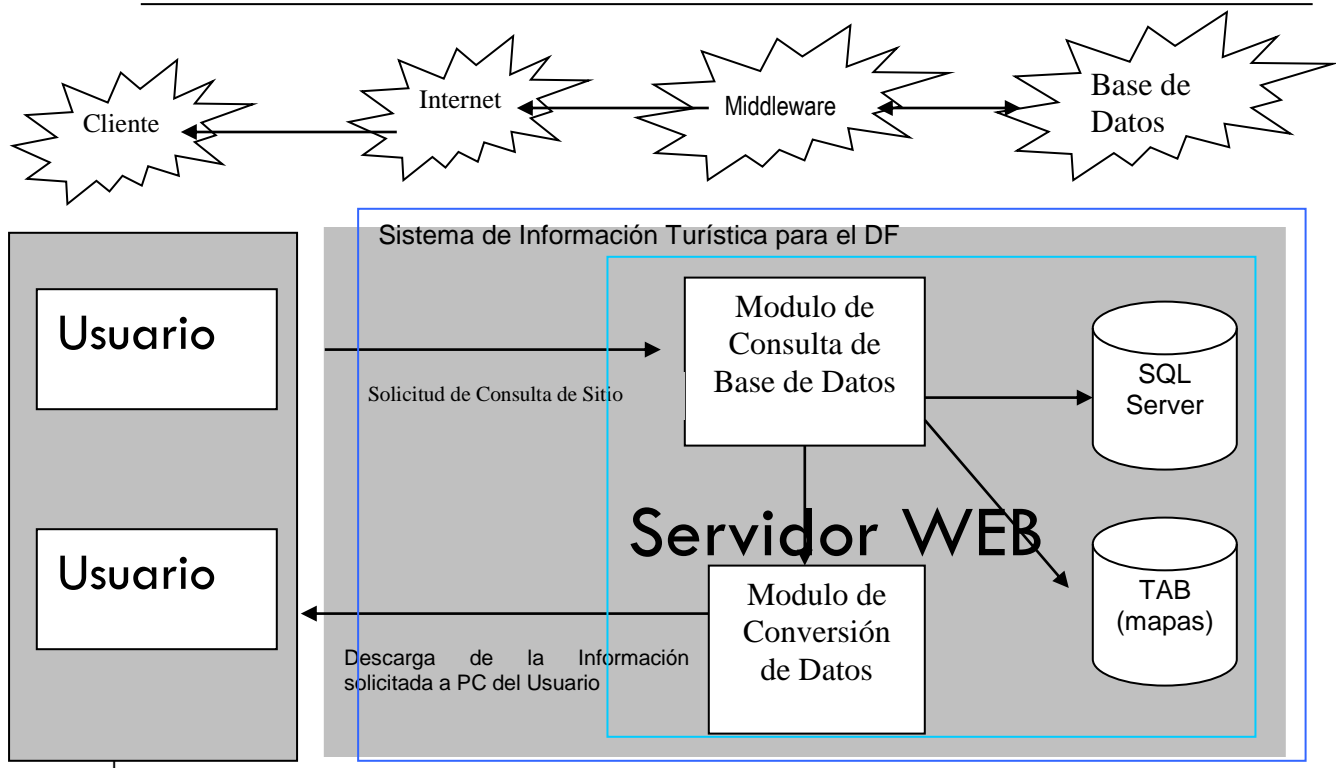 Cliente
Internet
Middleware
Base de
Datos
Sistema de Información Turística para el DF
Usuario
Solicitud de Consulta de Sitio
Modulo de
Consulta de
Base de Datos
SQL
Server
Servidor WEB
Usuario
Descarga de la Información
solicitada a PC del Usuario
Modulo de
Conversión
de Datos
TAB
(mapas)